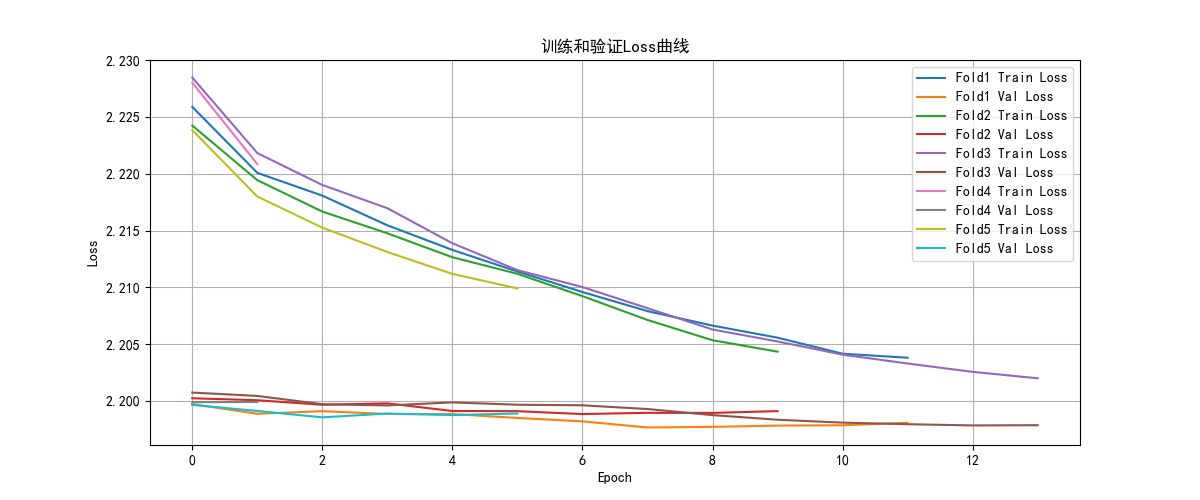 训练和验证Loss曲线
2.230
2.225
2.220
2.215
2.210
2.205
2.200
Loss
0 2 4 6 8 10 12
Epoch
Fold1 Train Loss
Fold1 Val Loss
Fold2 Train Loss
Fold2 Val Loss
Fold3 Train Loss
Fold3 Val Loss
Fold4 Train Loss
Fold4 Val Loss
Fold5 Train Loss
Fold5 Val Loss